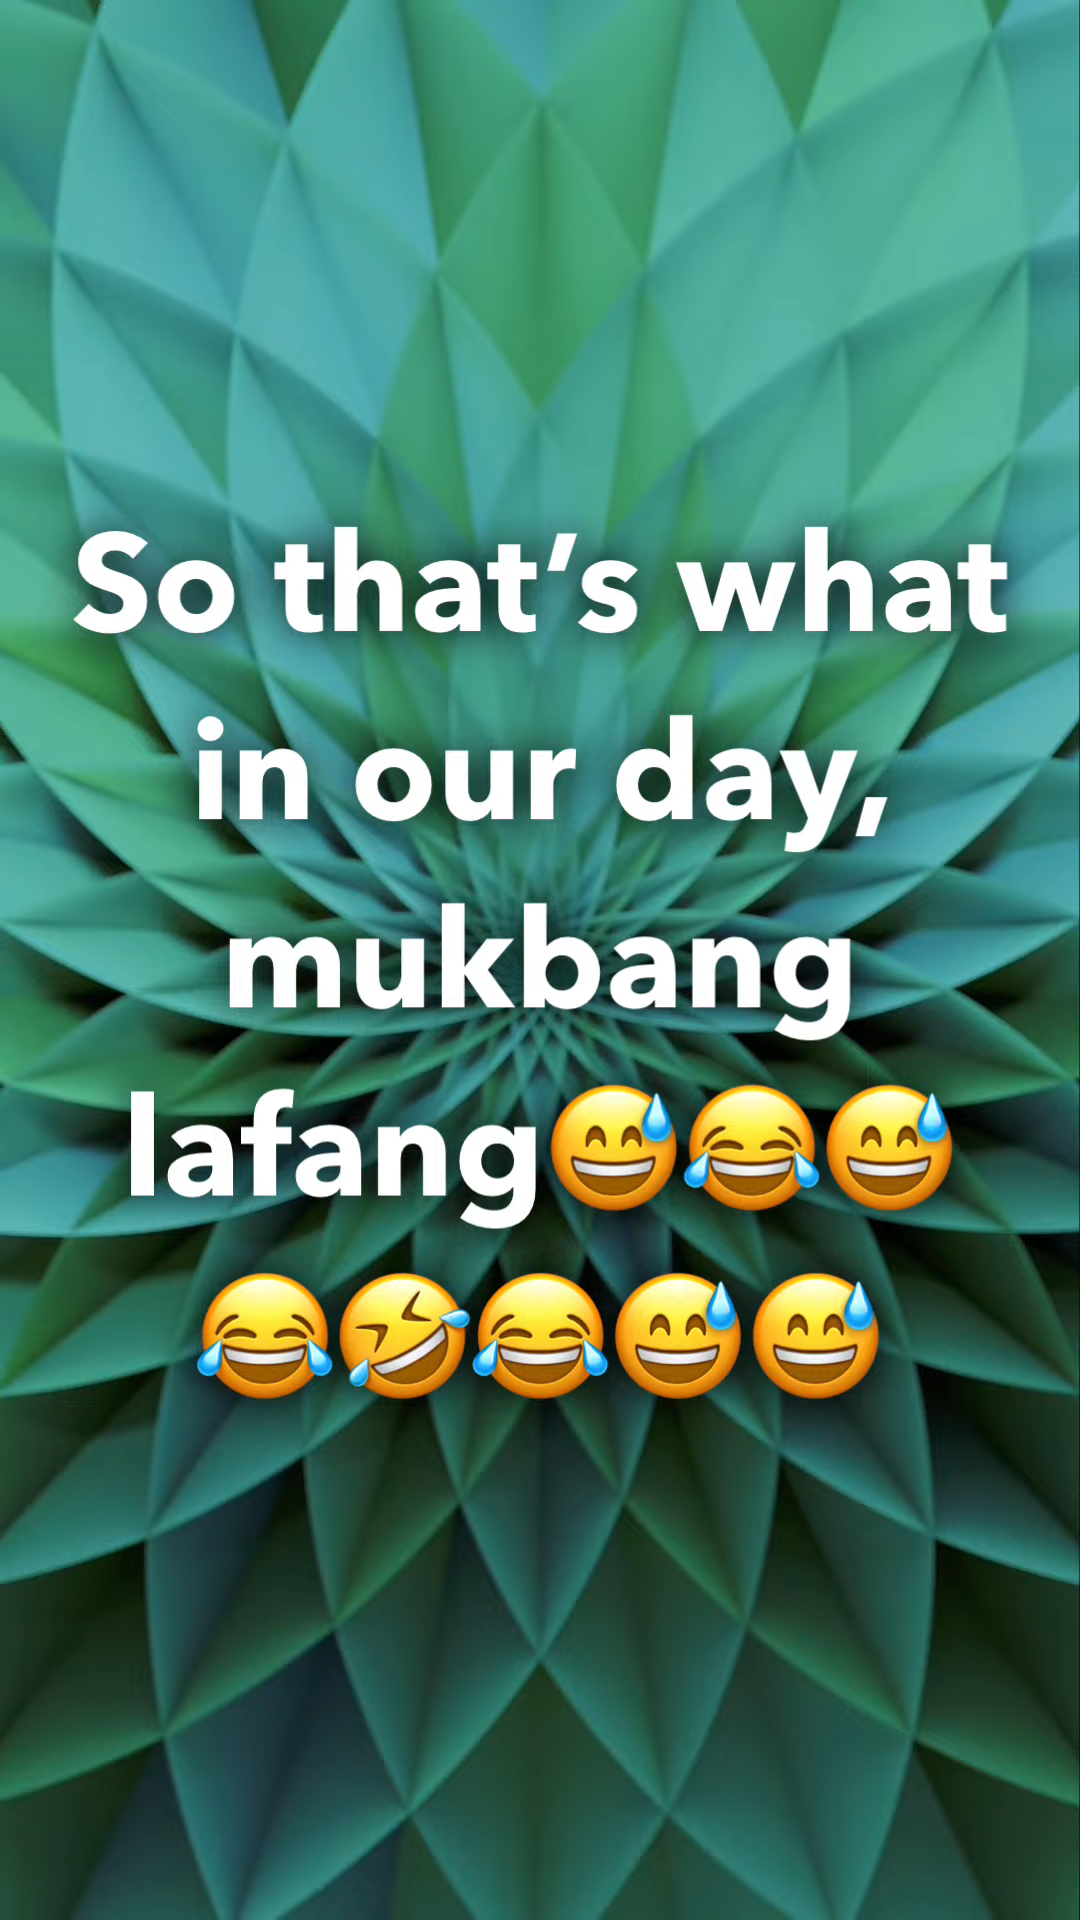 So that’s what
in our day,
mukbang
lafang😅😂😅
😂🤣😂😅😅